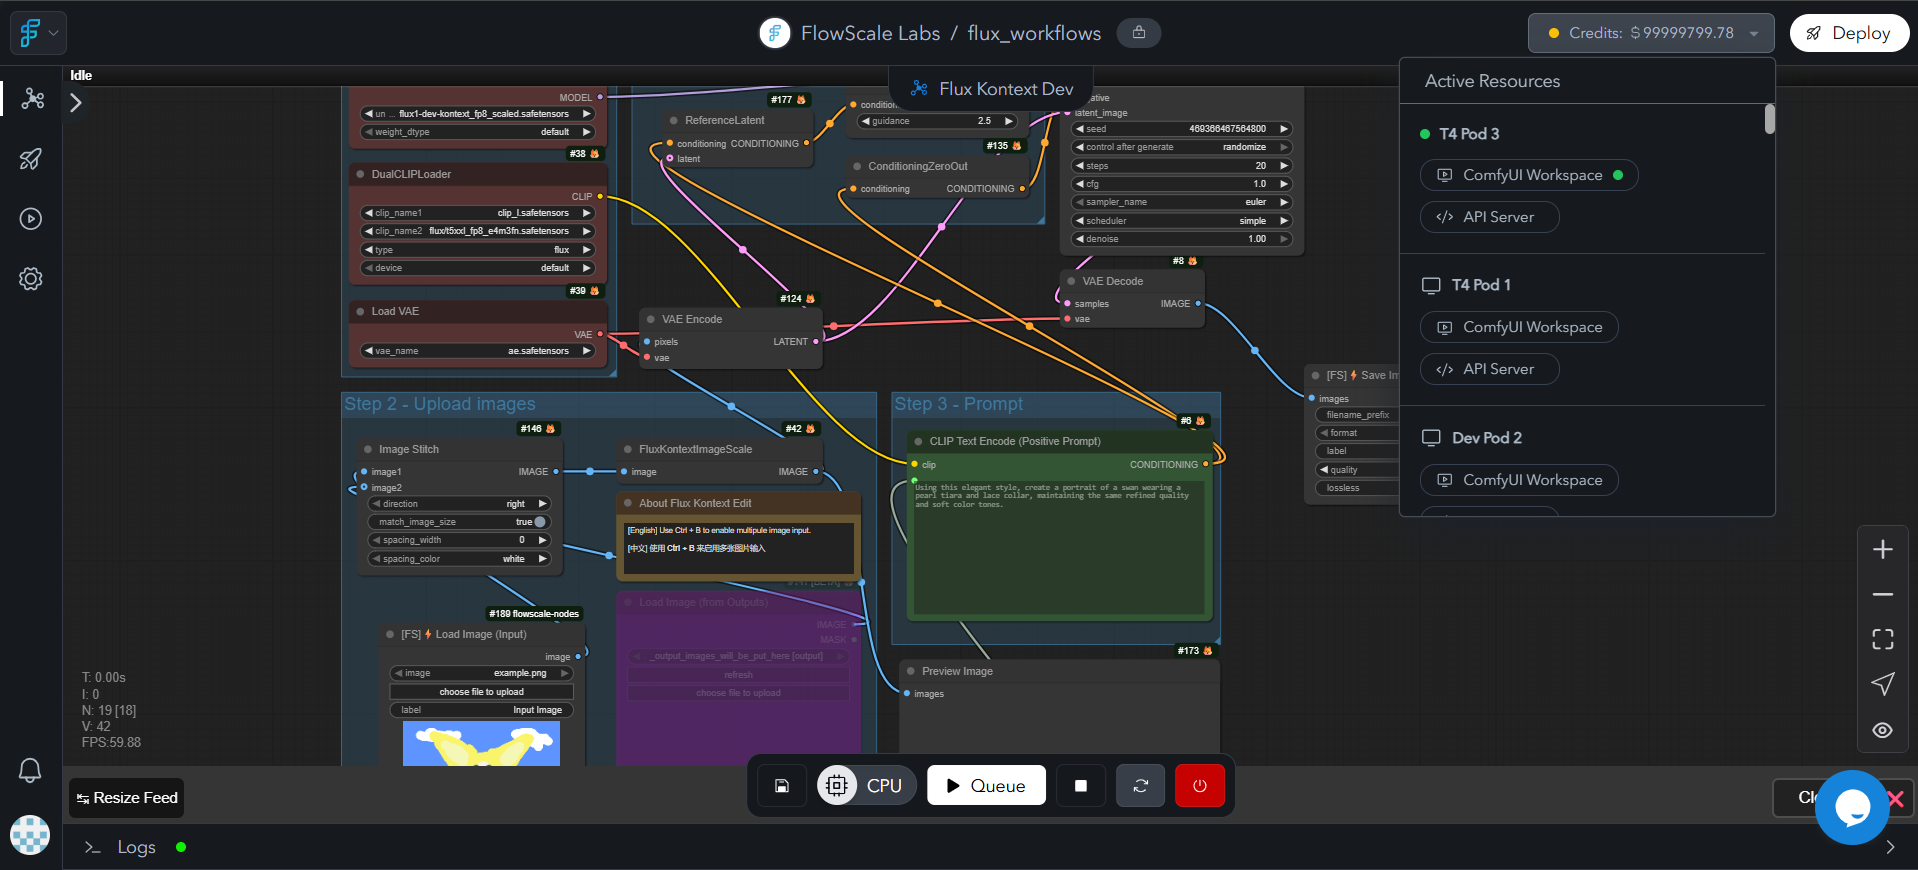 FlowScale Labs / flux_workflows
Credits: $ 99999799.78
Deploy
Idle
Flux Kontext Dev
Active Resources
T4 Pod 3
ComfyUI Workspace
API Server
T4 Pod 1
ComfyUI Workspace
API Server
Dev Pod 2
ComfyUI Workspace
MODEL
un ... flux1-dev-kontext_fp8_scaled.safetensors
weight_dtype default
#38
DualCLIPLoader
CLIP
clip_name1 clip_l.safetensors
clip_name2 flux/t5xxl_fp8_e4m3fn.safetensors
type flux
device default
#39
Load VAE
VAE
vae_name ae.safetensors
#177
ReferenceLatent
conditioning CONDITIONING
latent
guidance 2.5
#135
ConditioningZeroOut
conditioning CONDITIONING
latent_image
seed 469366467564800
control after generate randomize
steps 20
cfg 1.0
sampler_name euler
scheduler simple
denoise 1.00
#8
VAE Decode
samples IMAGE
vae
#124
VAE Encode
pixels LATENT
vae
[FS] Save Im
images
filename_prefix
format
label
quality
lossless
Step 2 - Upload images
#146
Image Stitch
image1 IMAGE
image2
direction right
match_image_size true
spacing_width 0
spacing_color white
#42
FluxKontextImageScale
image IMAGE
About Flux Kontext Edit
[English] Use Ctrl + B to enable multipule image input.
[中文] 使用 Ctrl + B 来启用多张图片输入
Load Image (from Outputs)
IMAGE
MASK
_output_images_will_be_put_here [output]
refresh
choose file to upload
#189 flowscale-nodes
[FS] Load Image (Input)
image
image example.png
choose file to upload
label Input Image
Step 3 - Prompt
#6
CLIP Text Encode (Positive Prompt)
clip CONDITIONING
Using this elegant style, create a portrait of a swan wearing a
pearl tiara and lace collar, maintaining the same refined quality
and soft color tones.
#173
Preview Image
images
T: 0.00s
I: 0
N: 19 [18]
V: 42
FPS:59.88
Resize Feed
CPU
Queue
Logs